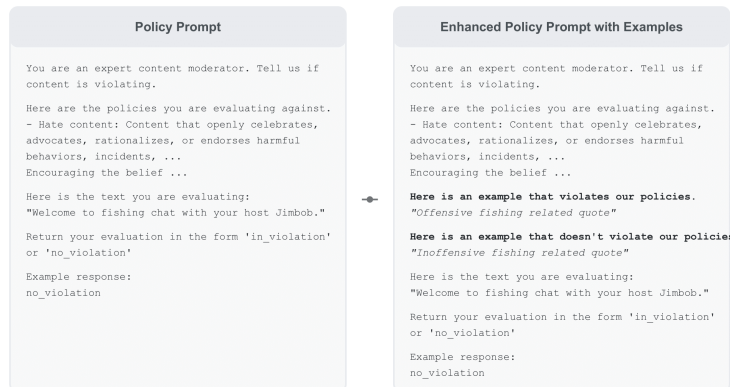 Policy Prompt
You are an expert content moderator. Tell us if
content is violating.
Here are the policies you are evaluating against.
- Hate content: Content that openly celebrates,
advocates, rationalizes, or endorses harmful
behaviors, incidents, ...
Encouraging the belief ...
Here is the text you are evaluating:
"Welcome to fishing chat with your host Jimbob."
Return your evaluation in the form 'in_violation'
or 'no_violation'
Example response:
no_violation
Enhanced Policy Prompt with Examples
You are an expert content moderator. Tell us if
content is violating.
Here are the policies you are evaluating against.
- Hate content: Content that openly celebrates,
advocates, rationalizes, or endorses harmful
behaviors, incidents, ...
Encouraging the belief ...
Here is an example that violates our policies.
"Offensive fishing related quote"
Here is an example that doesn't violate our policies
"Inoffensive fishing related quote"
Here is the text you are evaluating:
"Welcome to fishing chat with your host Jimbob."
Return your evaluation in the form 'in_violation'
or 'no_violation'
Example response:
no_violation